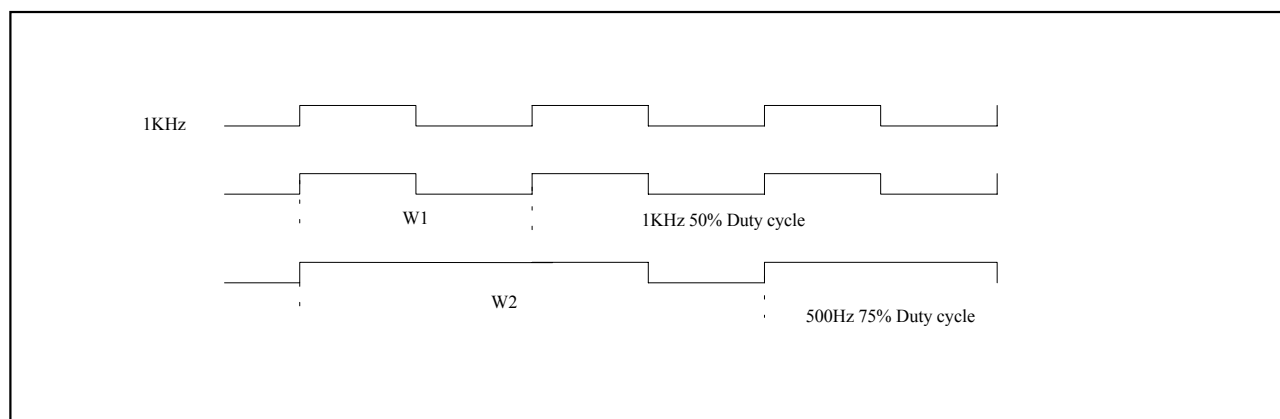 1KHz
W1
1KHz 50% Duty cycle
W2
500Hz 75% Duty cycle